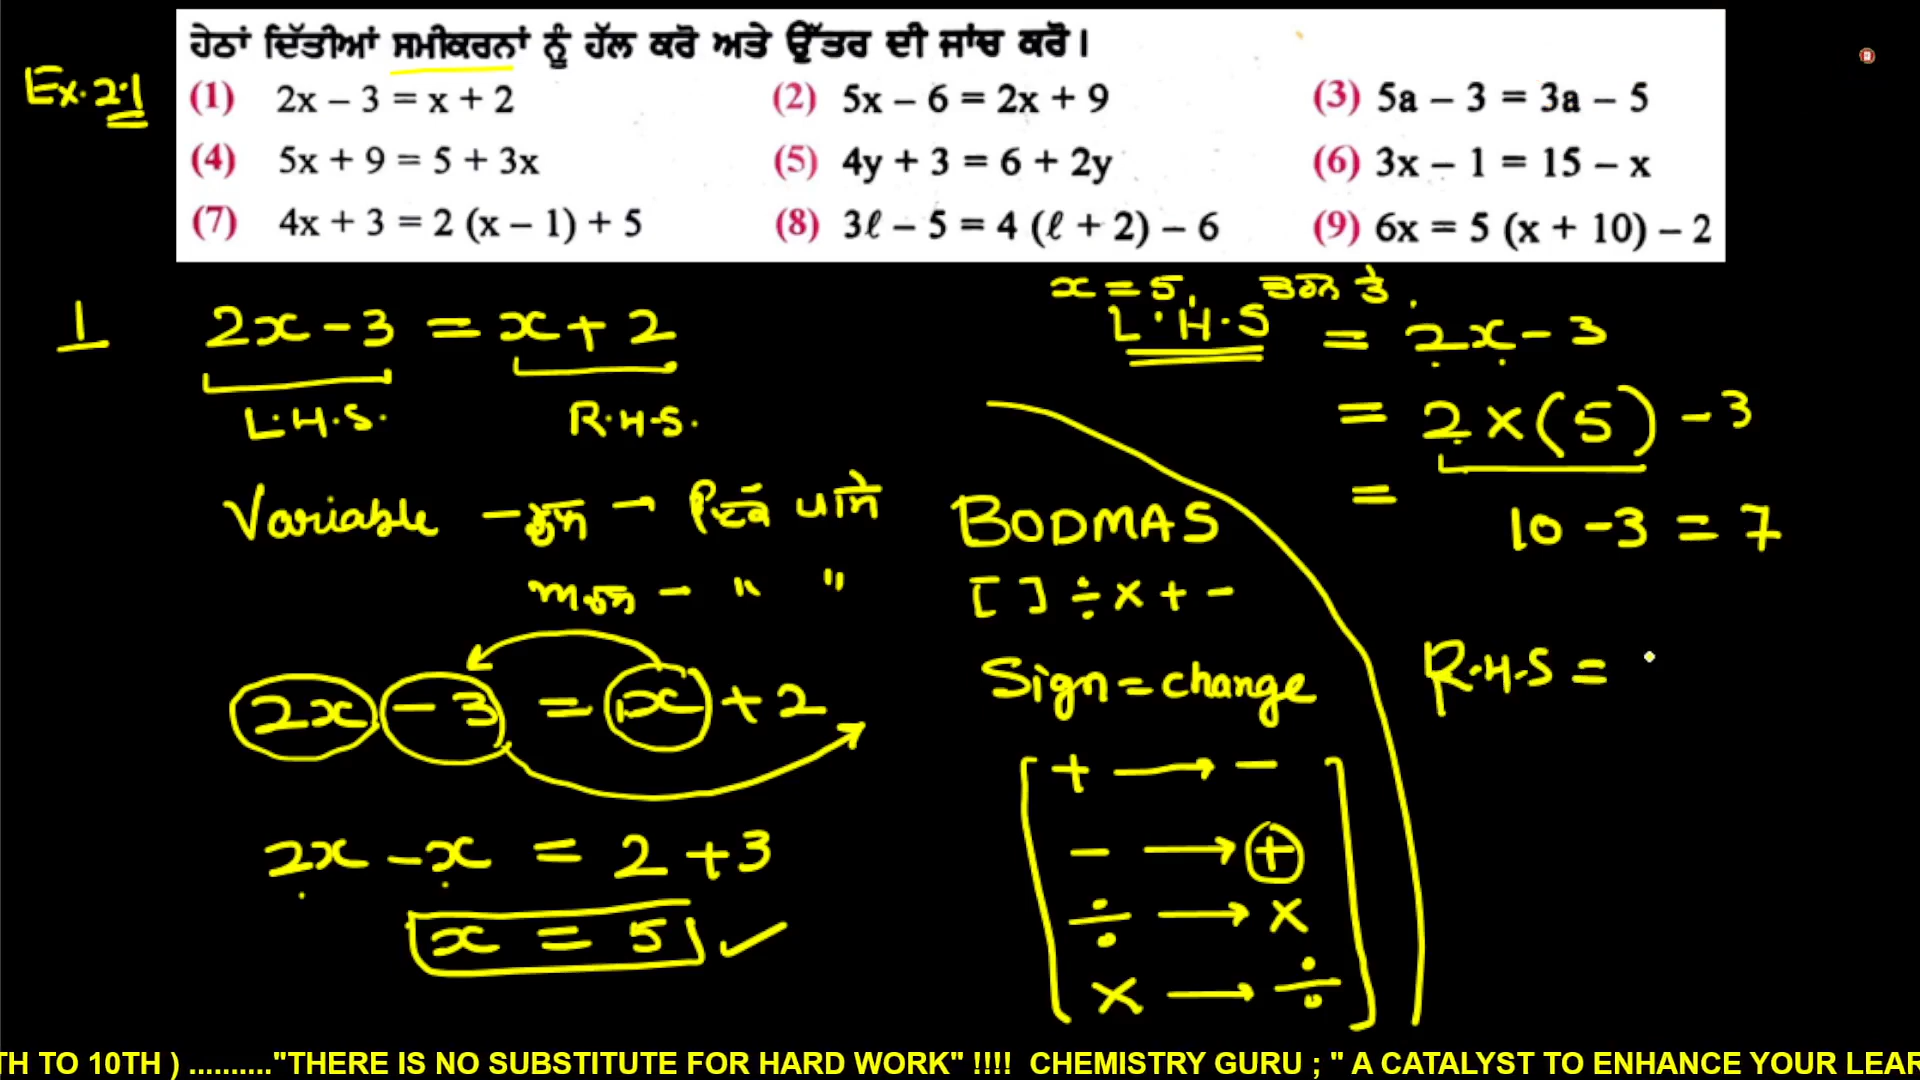 ਹੇਠਾਂ ਦਿੱਤੀਆਂ ਸਮੀਕਰਨਾਂ ਨੂੰ ਹੱਲ ਕਰੋ ਅਤੇ ਉੱਤਰ ਦੀ ਜਾਂਚ ਕਰੋ।
Ex.2.1
(1) 2x – 3 = x + 2 (2) 5x – 6 = 2x + 9 (3) 5a – 3 = 3a – 5
(4) 5x + 9 = 5 + 3x (5) 4y + 3 = 6 + 2y (6) 3x – 1 = 15 – x
(7) 4x + 3 = 2 (x – 1) + 5 (8) 3ℓ – 5 = 4 (ℓ + 2) – 6 (9) 6x = 5 (x + 10) – 2
1 2x - 3 = x + 2
L.H.S. R.H.S.
Variable - → ਇੱਕ ਪਾਸੇ
ਅਚਲ - " "
2x - 3 = x + 2
2x - x = 2 + 3
x = 5 ✓
BODMAS
[ ] ÷ × + -
Sign = change
+ → -
- → +
÷ → ×
× → ÷
x = 5,
L.H.S = 2x - 3
= 2 × (5) - 3
= 10 - 3 = 7
R.H.S =
TH TO 10TH ) .........."THERE IS NO SUBSTITUTE FOR HARD WORK" !!!! CHEMISTRY GURU ; " A CATALYST TO ENHANCE YOUR LEAR